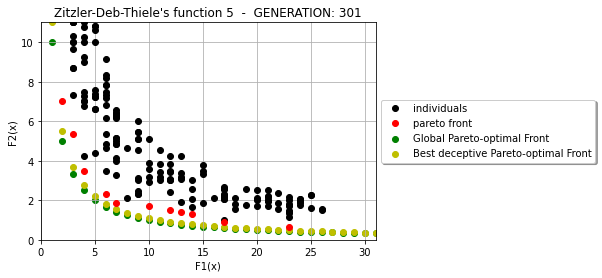 Zitzler-Deb-Thiele's function 5 - GENERATION: 301
F2(x)
10
8
6
4
2
0
0 5 10 15 20 25 30
F1(x)
individuals
pareto front
Global Pareto-optimal Front
Best deceptive Pareto-optimal Front